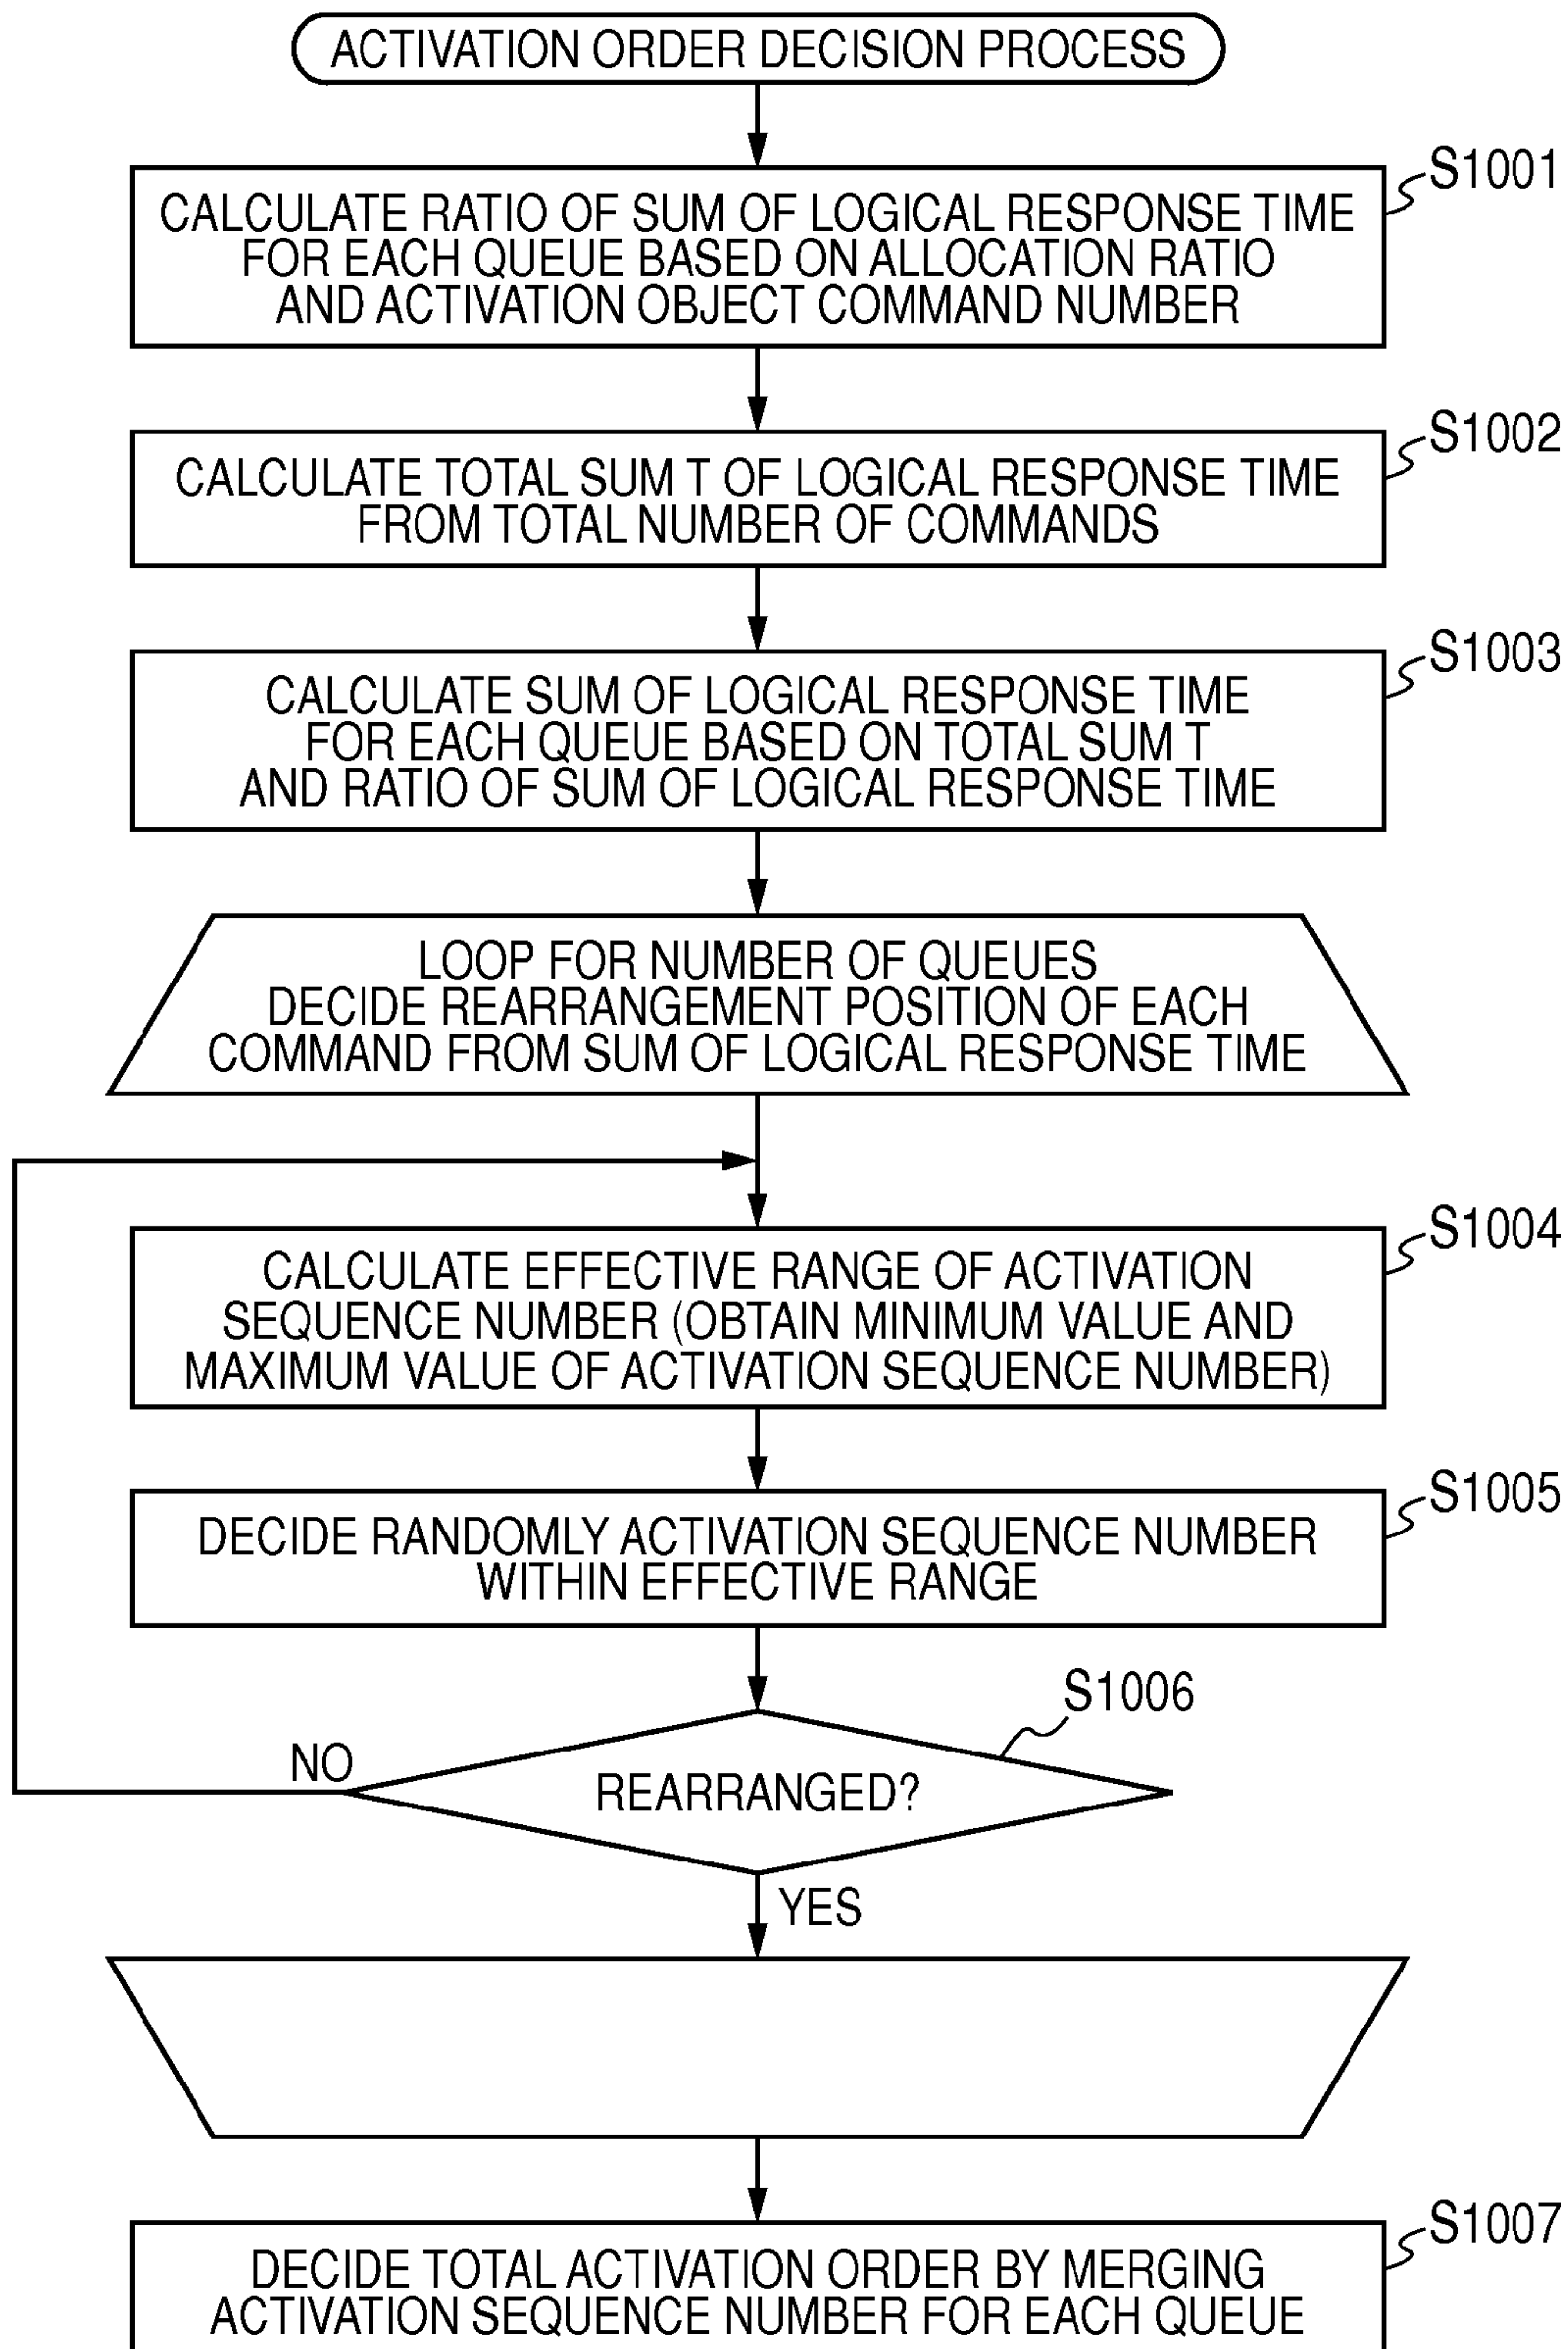 ACTIVATION ORDER DECISION PROCESS
S1001
CALCULATE RATIO OF SUM OF LOGICAL RESPONSE TIME
FOR EACH QUEUE BASED ON ALLOCATION RATIO
AND ACTIVATION OBJECT COMMAND NUMBER
S1002
CALCULATE TOTAL SUM T OF LOGICAL RESPONSE TIME
FROM TOTAL NUMBER OF COMMANDS
S1003
CALCULATE SUM OF LOGICAL RESPONSE TIME
FOR EACH QUEUE BASED ON TOTAL SUM T
AND RATIO OF SUM OF LOGICAL RESPONSE TIME
LOOP FOR NUMBER OF QUEUES
DECIDE REARRANGEMENT POSITION OF EACH
COMMAND FROM SUM OF LOGICAL RESPONSE TIME
S1004
CALCULATE EFFECTIVE RANGE OF ACTIVATION
SEQUENCE NUMBER (OBTAIN MINIMUM VALUE AND
MAXIMUM VALUE OF ACTIVATION SEQUENCE NUMBER)
S1005
DECIDE RANDOMLY ACTIVATION SEQUENCE NUMBER
WITHIN EFFECTIVE RANGE
S1006
NO
REARRANGED?
YES
S1007
DECIDE TOTAL ACTIVATION ORDER BY MERGING
ACTIVATION SEQUENCE NUMBER FOR EACH QUEUE